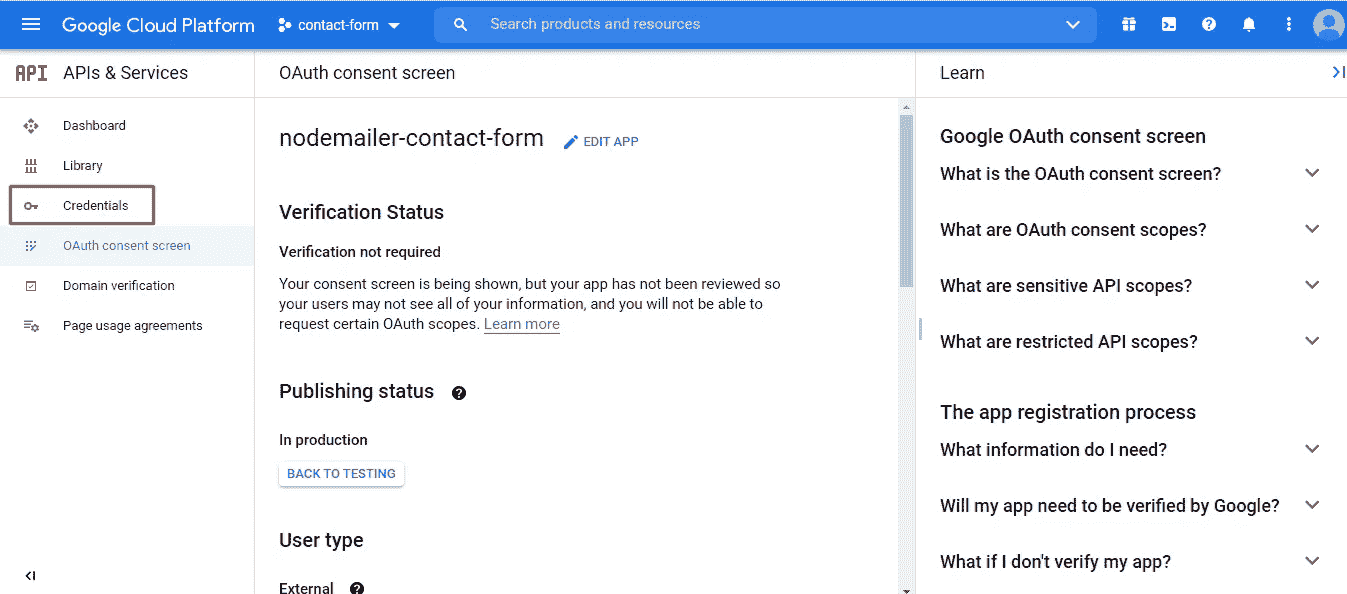 Google Cloud Platform
contact-form
Search products and resources
API APIs & Services
Dashboard
Library
Credentials
OAuth consent screen
Domain verification
Page usage agreements
OAuth consent screen
nodemailer-contact-form
EDIT APP
Verification Status
Verification not required
Your consent screen is being shown, but your app has not been reviewed so
your users may not see all of your information, and you will not be able to
request certain OAuth scopes. Learn more
Publishing status
In production
BACK TO TESTING
User type
External
Learn
Google OAuth consent screen
What is the OAuth consent screen?
What are OAuth consent scopes?
What are sensitive API scopes?
What are restricted API scopes?
The app registration process
What information do I need?
Will my app need to be verified by Google?
What if I don't verify my app?